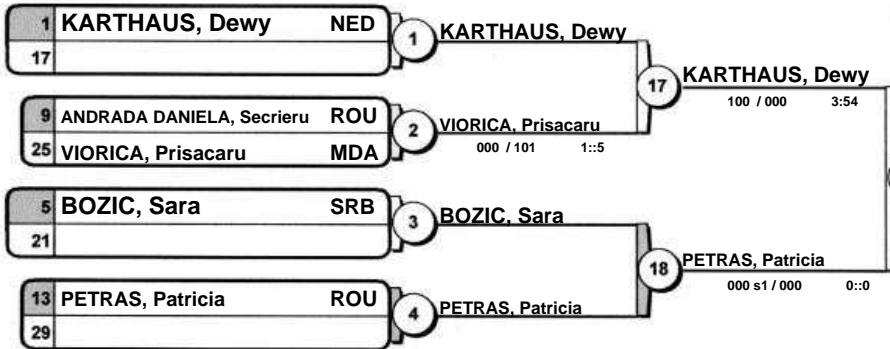 1 KARTHAUS, Dewy NED
17
1 KARTHAUS, Dewy
9 ANDRADA DANIELA, Secrieru ROU
25 VIORICA, Prisacaru MDA
2 VIORICA, Prisacaru
000 / 101 1::5
17 KARTHAUS, Dewy
100 / 000 3:54
5 BOZIC, Sara SRB
21
3 BOZIC, Sara
13 PETRAS, Patricia ROU
29
4 PETRAS, Patricia
18 PETRAS, Patricia
000 s1 / 000 0::0